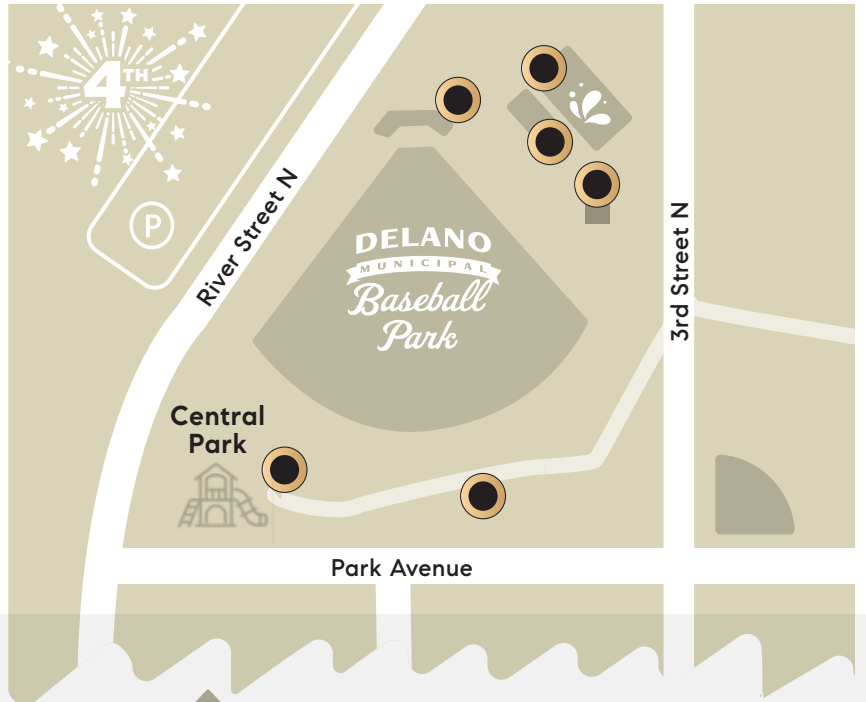 4TH
P
River Street N
DELANO
MUNICIPAL
Baseball
Park
3rd Street N
Central
Park
Park Avenue